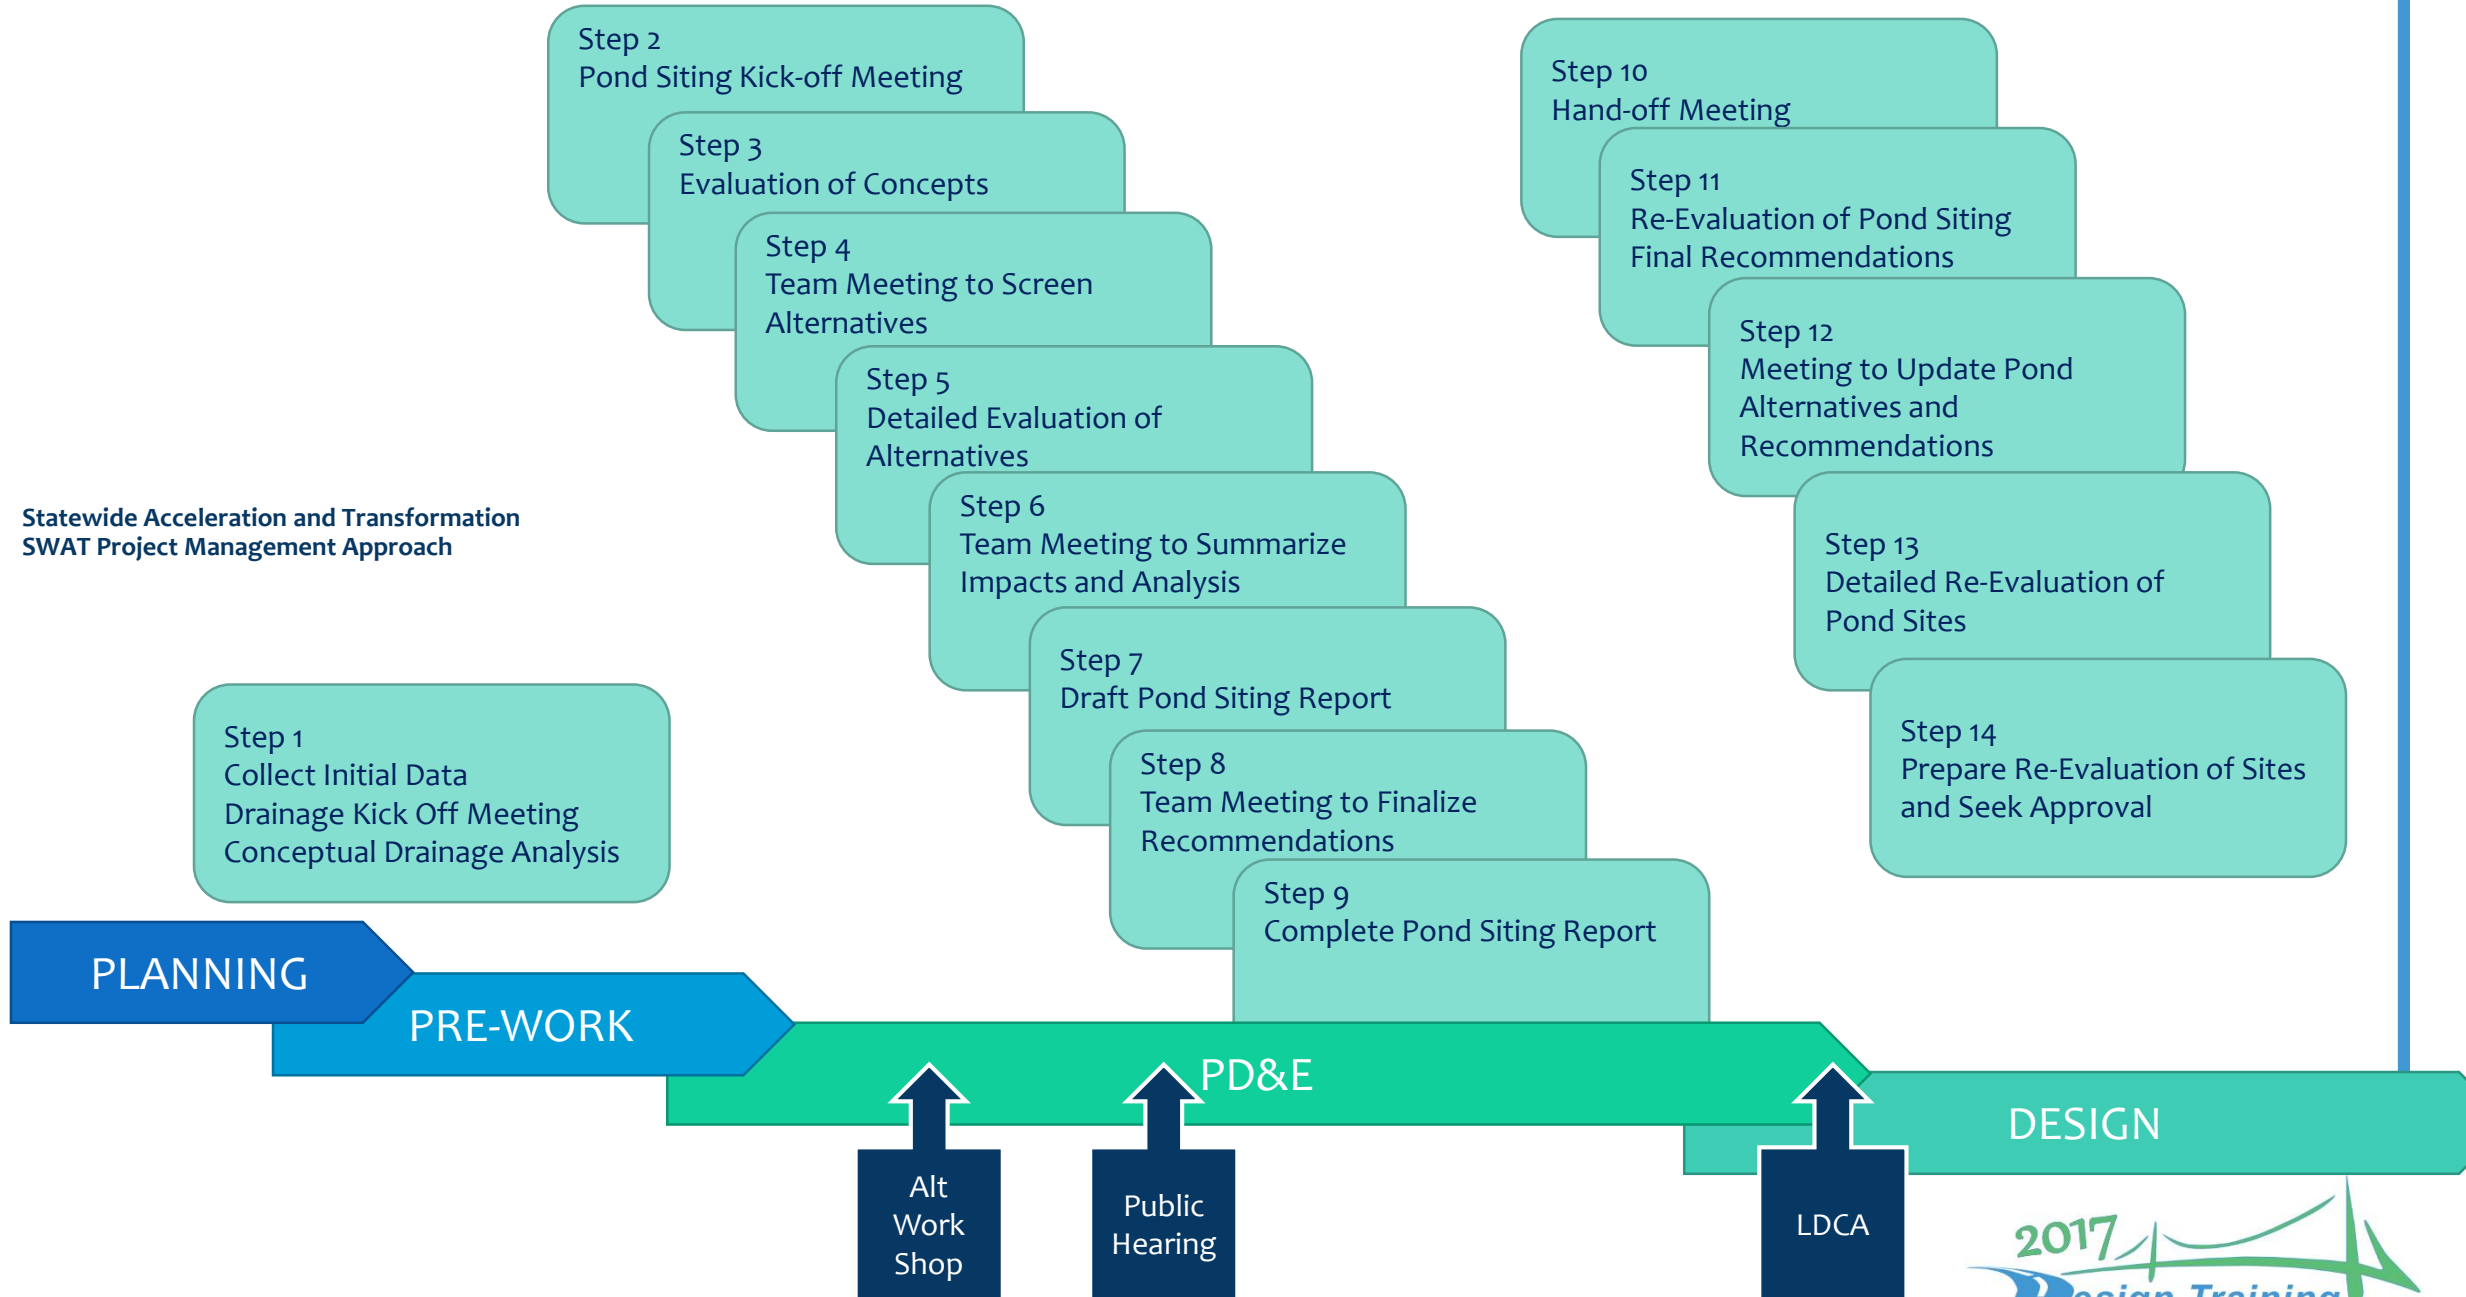 Step 2
Pond Siting Kick-off Meeting
Step 3
Evaluation of Concepts
Step 4
Team Meeting to Screen
Alternatives
Step 5
Detailed Evaluation of
Alternatives
Step 6
Team Meeting to Summarize
Impacts and Analysis
Step 7
Draft Pond Siting Report
Step 8
Team Meeting to Finalize
Recommendations
Step 9
Complete Pond Siting Report
Step 10
Hand-off Meeting
Step 11
Re-Evaluation of Pond Siting
Final Recommendations
Step 12
Meeting to Update Pond
Alternatives and
Recommendations
Step 13
Detailed Re-Evaluation of
Pond Sites
Step 14
Prepare Re-Evaluation of Sites
and Seek Approval
Statewide Acceleration and Transformation
SWAT Project Management Approach
Step 1
Collect Initial Data
Drainage Kick Off Meeting
Conceptual Drainage Analysis
PLANNING
PRE-WORK
PD&E
DESIGN
Alt
Work
Shop
Public
Hearing
LDCA
2017
Design Training